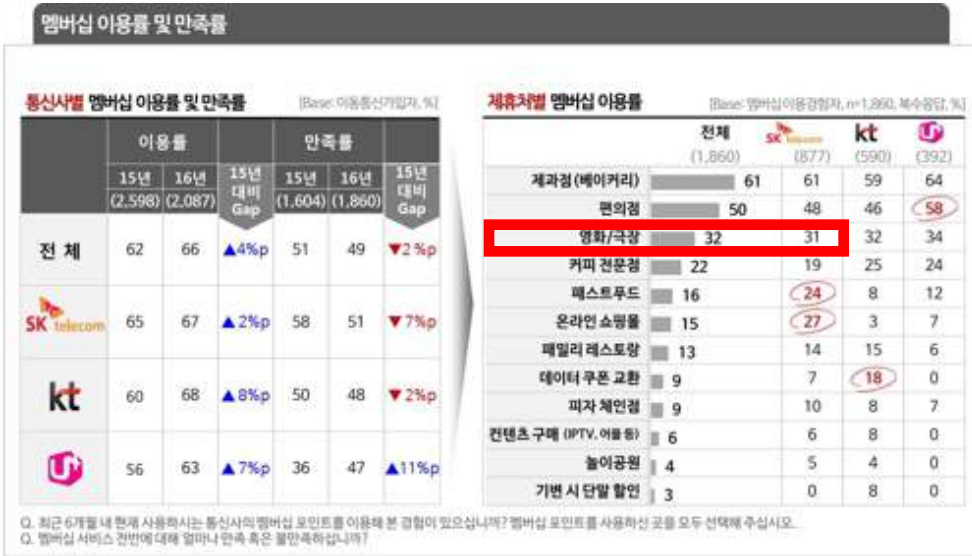 멤버십 이용률 및 만족률
통신사별 멤버십 이용률 및 만족률 [Base: 이동통신가입자, %]
이용률 만족률
15년 16년 15년 대비 Gap 15년 16년 15년 대비 Gap
(2,598) (2,087) (1,604) (1,860)
전 체 62 66 ▲4%p 51 49 ▼2 %p
SK telecom 65 67 ▲ 2%p 58 51 ▼ 7%p
kt 60 68 ▲ 8%p 50 48 ▼ 2%p
U+ 56 63 ▲ 7%p 36 47 ▲11%p
제휴처별 멤버십 이용률 [Base: 멤버십 이용경험자, n=1,860, 복수응답, %]
전체 SK telecom kt U+
(1,860) (877) (590) (392)
제과점(베이커리) 61 61 59 64
편의점 50 48 46 58
영화/극장 32 31 32 34
커피 전문점 22 19 25 24
패스트푸드 16 24 8 12
온라인 쇼핑몰 15 27 3 7
패밀리 레스토랑 13 14 15 6
데이터 쿠폰 교환 9 7 18 0
피자 체인점 9 10 8 7
컨텐츠 구매 (IPTV, 어플 등) 6 6 8 0
놀이공원 4 5 4 0
기변 시 단말 할인 3 0 8 0
Q. 최근 6개월 내 현재 사용하시는 통신사의 멤버십 포인트를 이용해 본 경험이 있으십니까? 멤버십 포인트를 사용하신 곳을 모두 선택해 주십시오.
Q. 멤버십 서비스 전반에 대해 얼마나 만족 혹은 불만족하십니까?